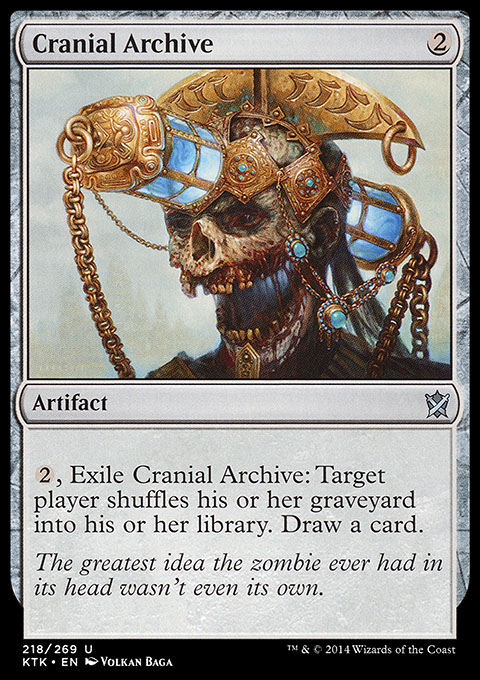 Cranial Archive 2
Artifact
2, Exile Cranial Archive: Target
player shuffles his or her graveyard
into his or her library. Draw a card.
The greatest idea the zombie ever had in
its head wasn't even its own.
218/269 U
KTK • EN Volkan Baga
™ & © 2014 Wizards of the Coast